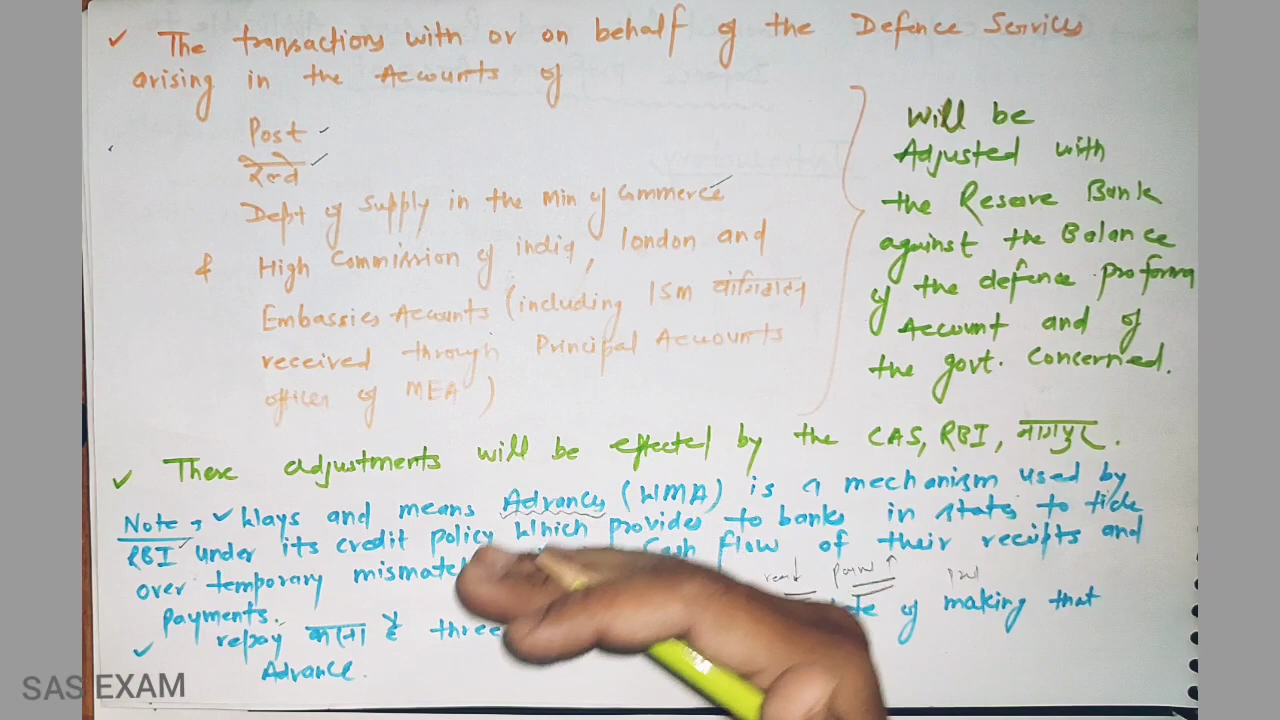 ✓ The transactions with or on behalf of the Defence Services
arising in the Accounts of
Post
रेल्वे
Dept of Supply in the Min of Commerce
& High Commission of india, London and
Embassies Accounts (including ISM वाशिंगटन
received through Principal Accounts
officer of MEA)
Will be
Adjusted with
the Reserve Bank
against the Balance
of the defence proforma
Account and of
the govt. concerned.
✓ These adjustments will be effected by the CAS, RBI, नागपुर.
Note → ✓ Ways and means Advances (WMA) is a mechanism used by
RBI under its credit policy which provides to banks in states to tide
over temporary mismatch cash flow of their receipts and
payments.
✓ repay करना है three of making that
Advance.
SAS EXAM